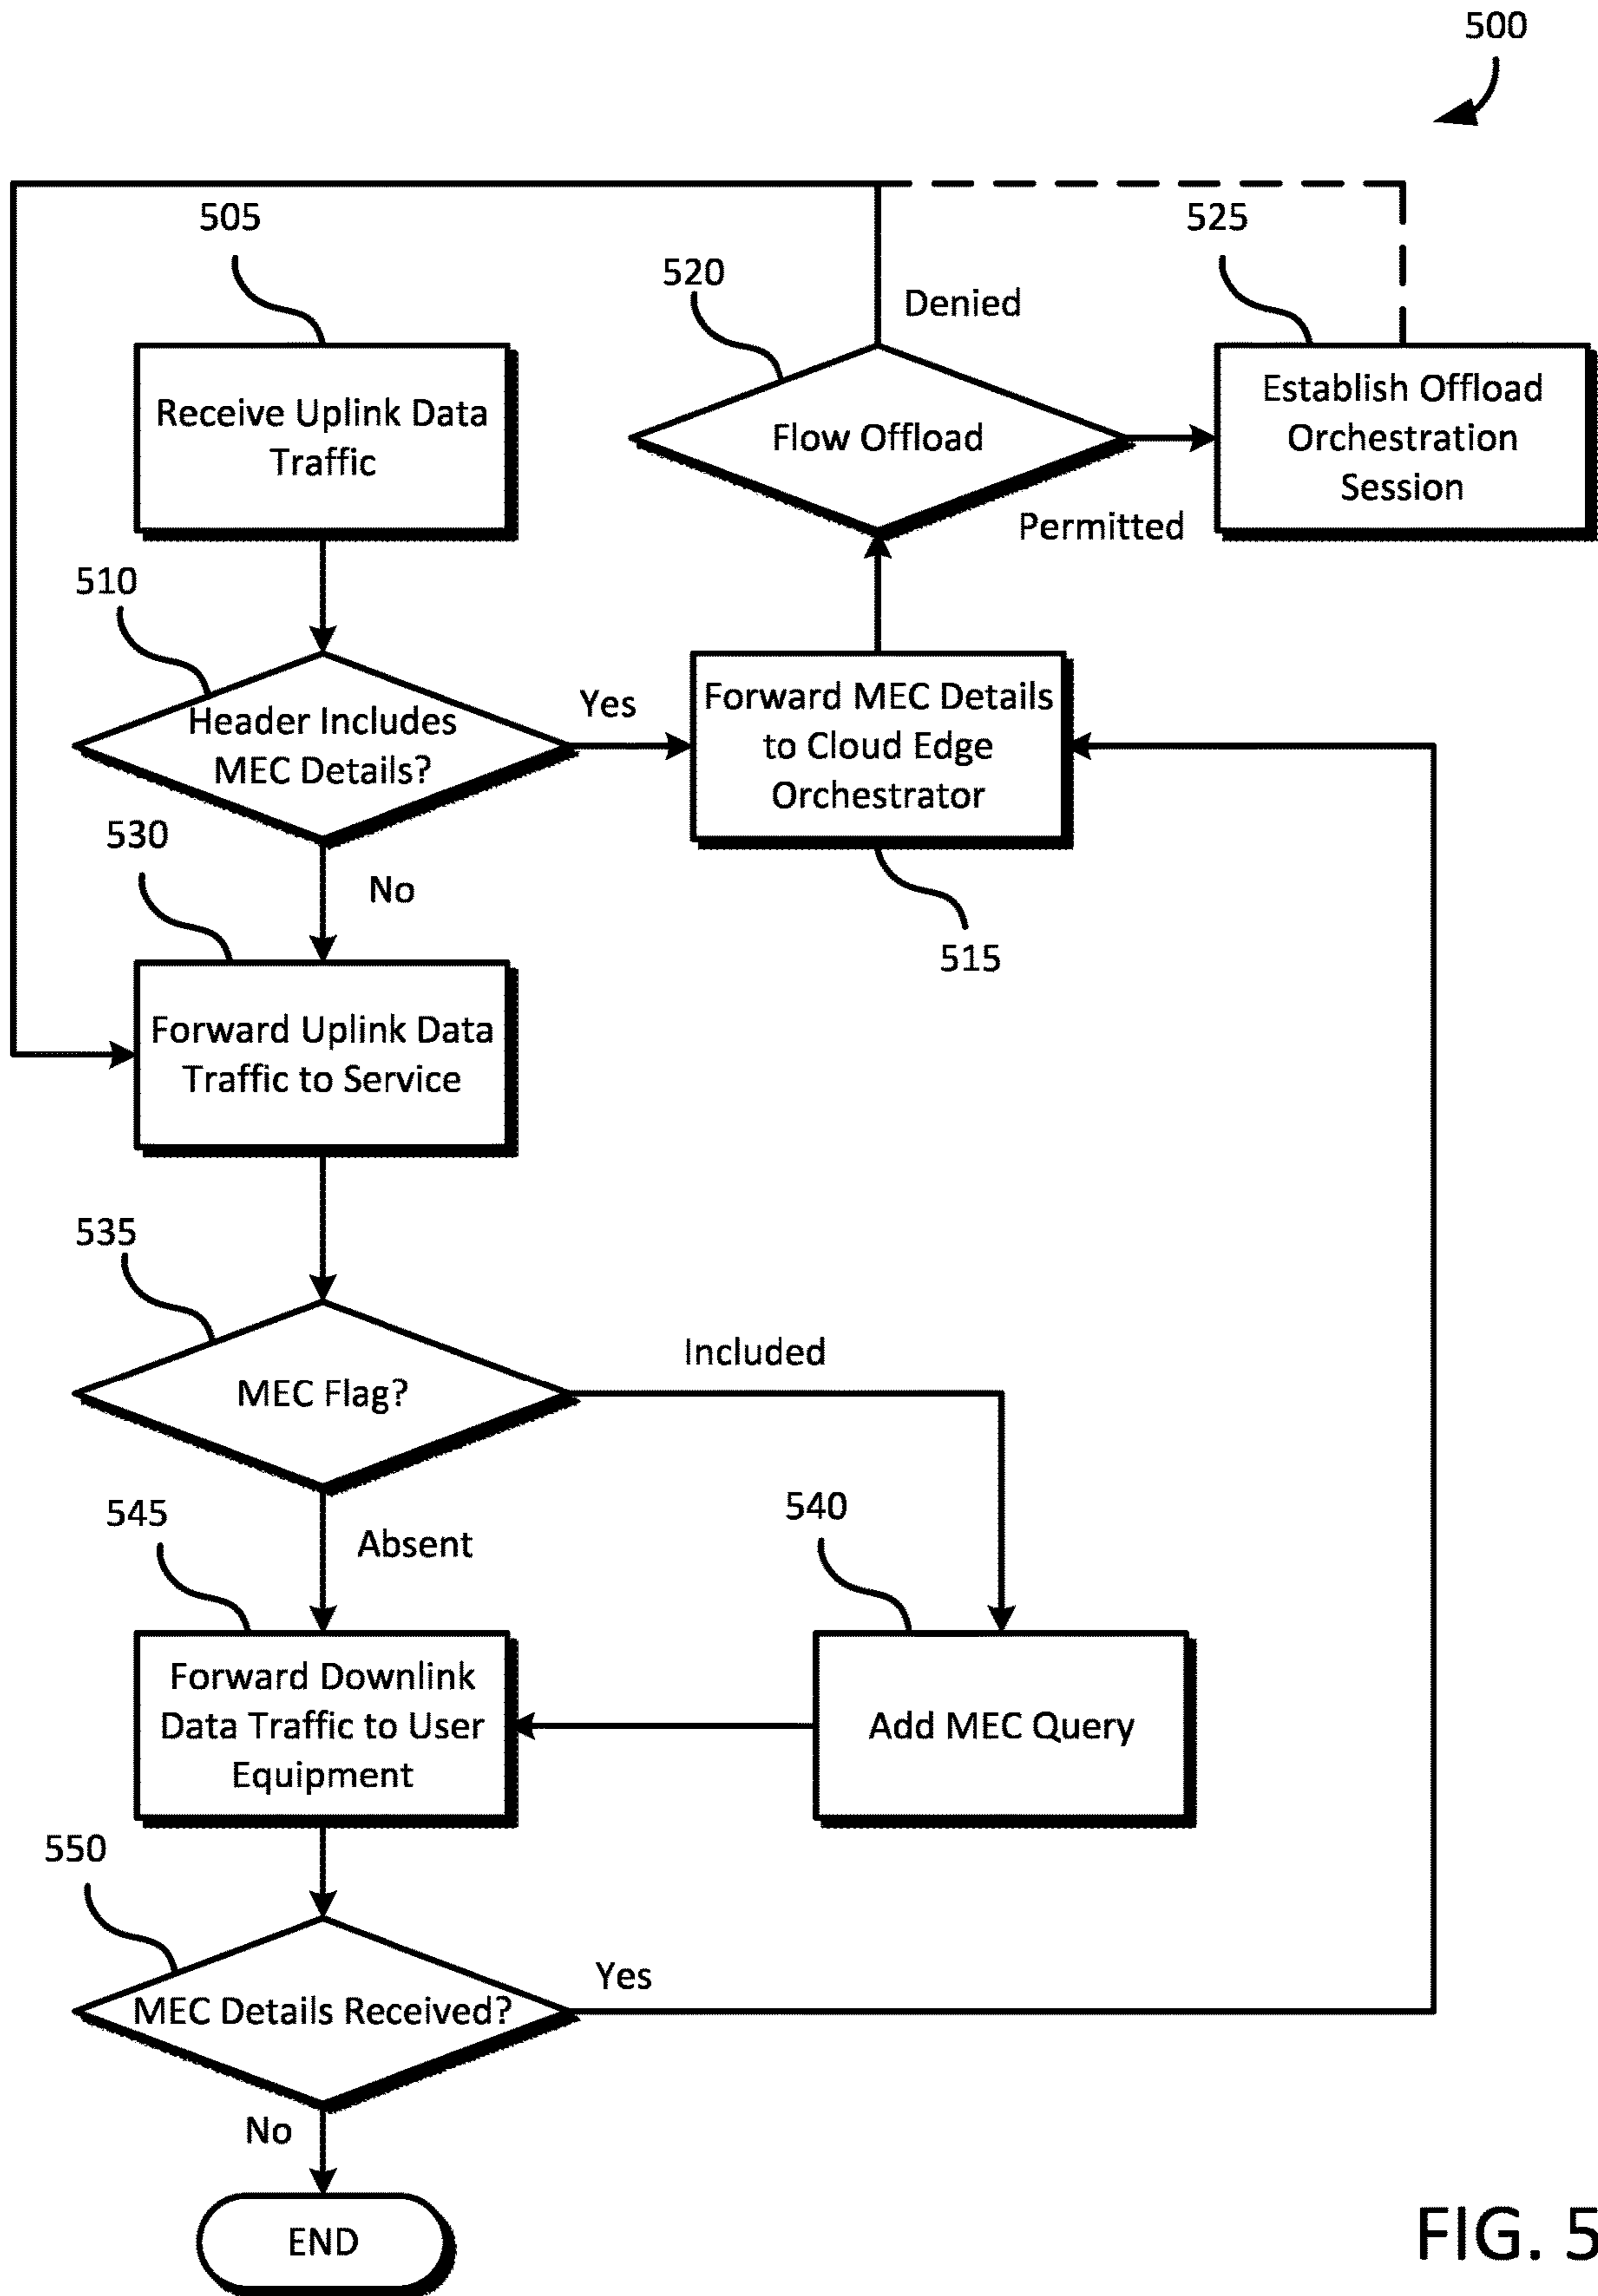 500
505
Receive Uplink Data
Traffic
520
Denied
Flow Offload
Permitted
525
Establish Offload
Orchestration
Session
510
Header Includes
MEC Details?
Yes
Forward MEC Details
to Cloud Edge
Orchestrator
515
No
530
Forward Uplink Data
Traffic to Service
535
MEC Flag?
Included
Absent
540
Add MEC Query
545
Forward Downlink
Data Traffic to User
Equipment
550
MEC Details Received?
Yes
No
END
FIG. 5